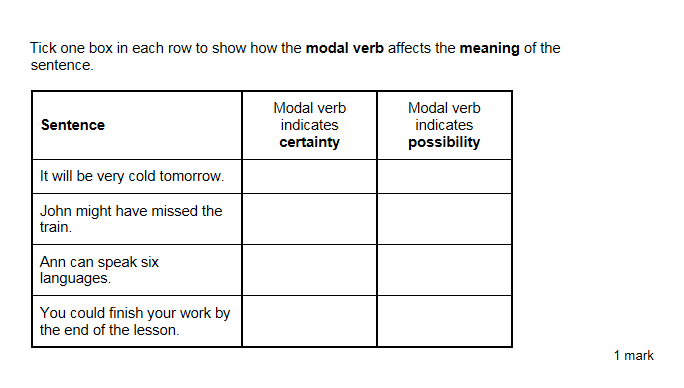 Tick one box in each row to show how the modal verb affects the meaning of the
sentence.
Sentence
Modal verb
indicates
certainty
Modal verb
indicates
possibility
It will be very cold tomorrow.
John might have missed the
train.
Ann can speak six
languages.
You could finish your work by
the end of the lesson.
1 mark